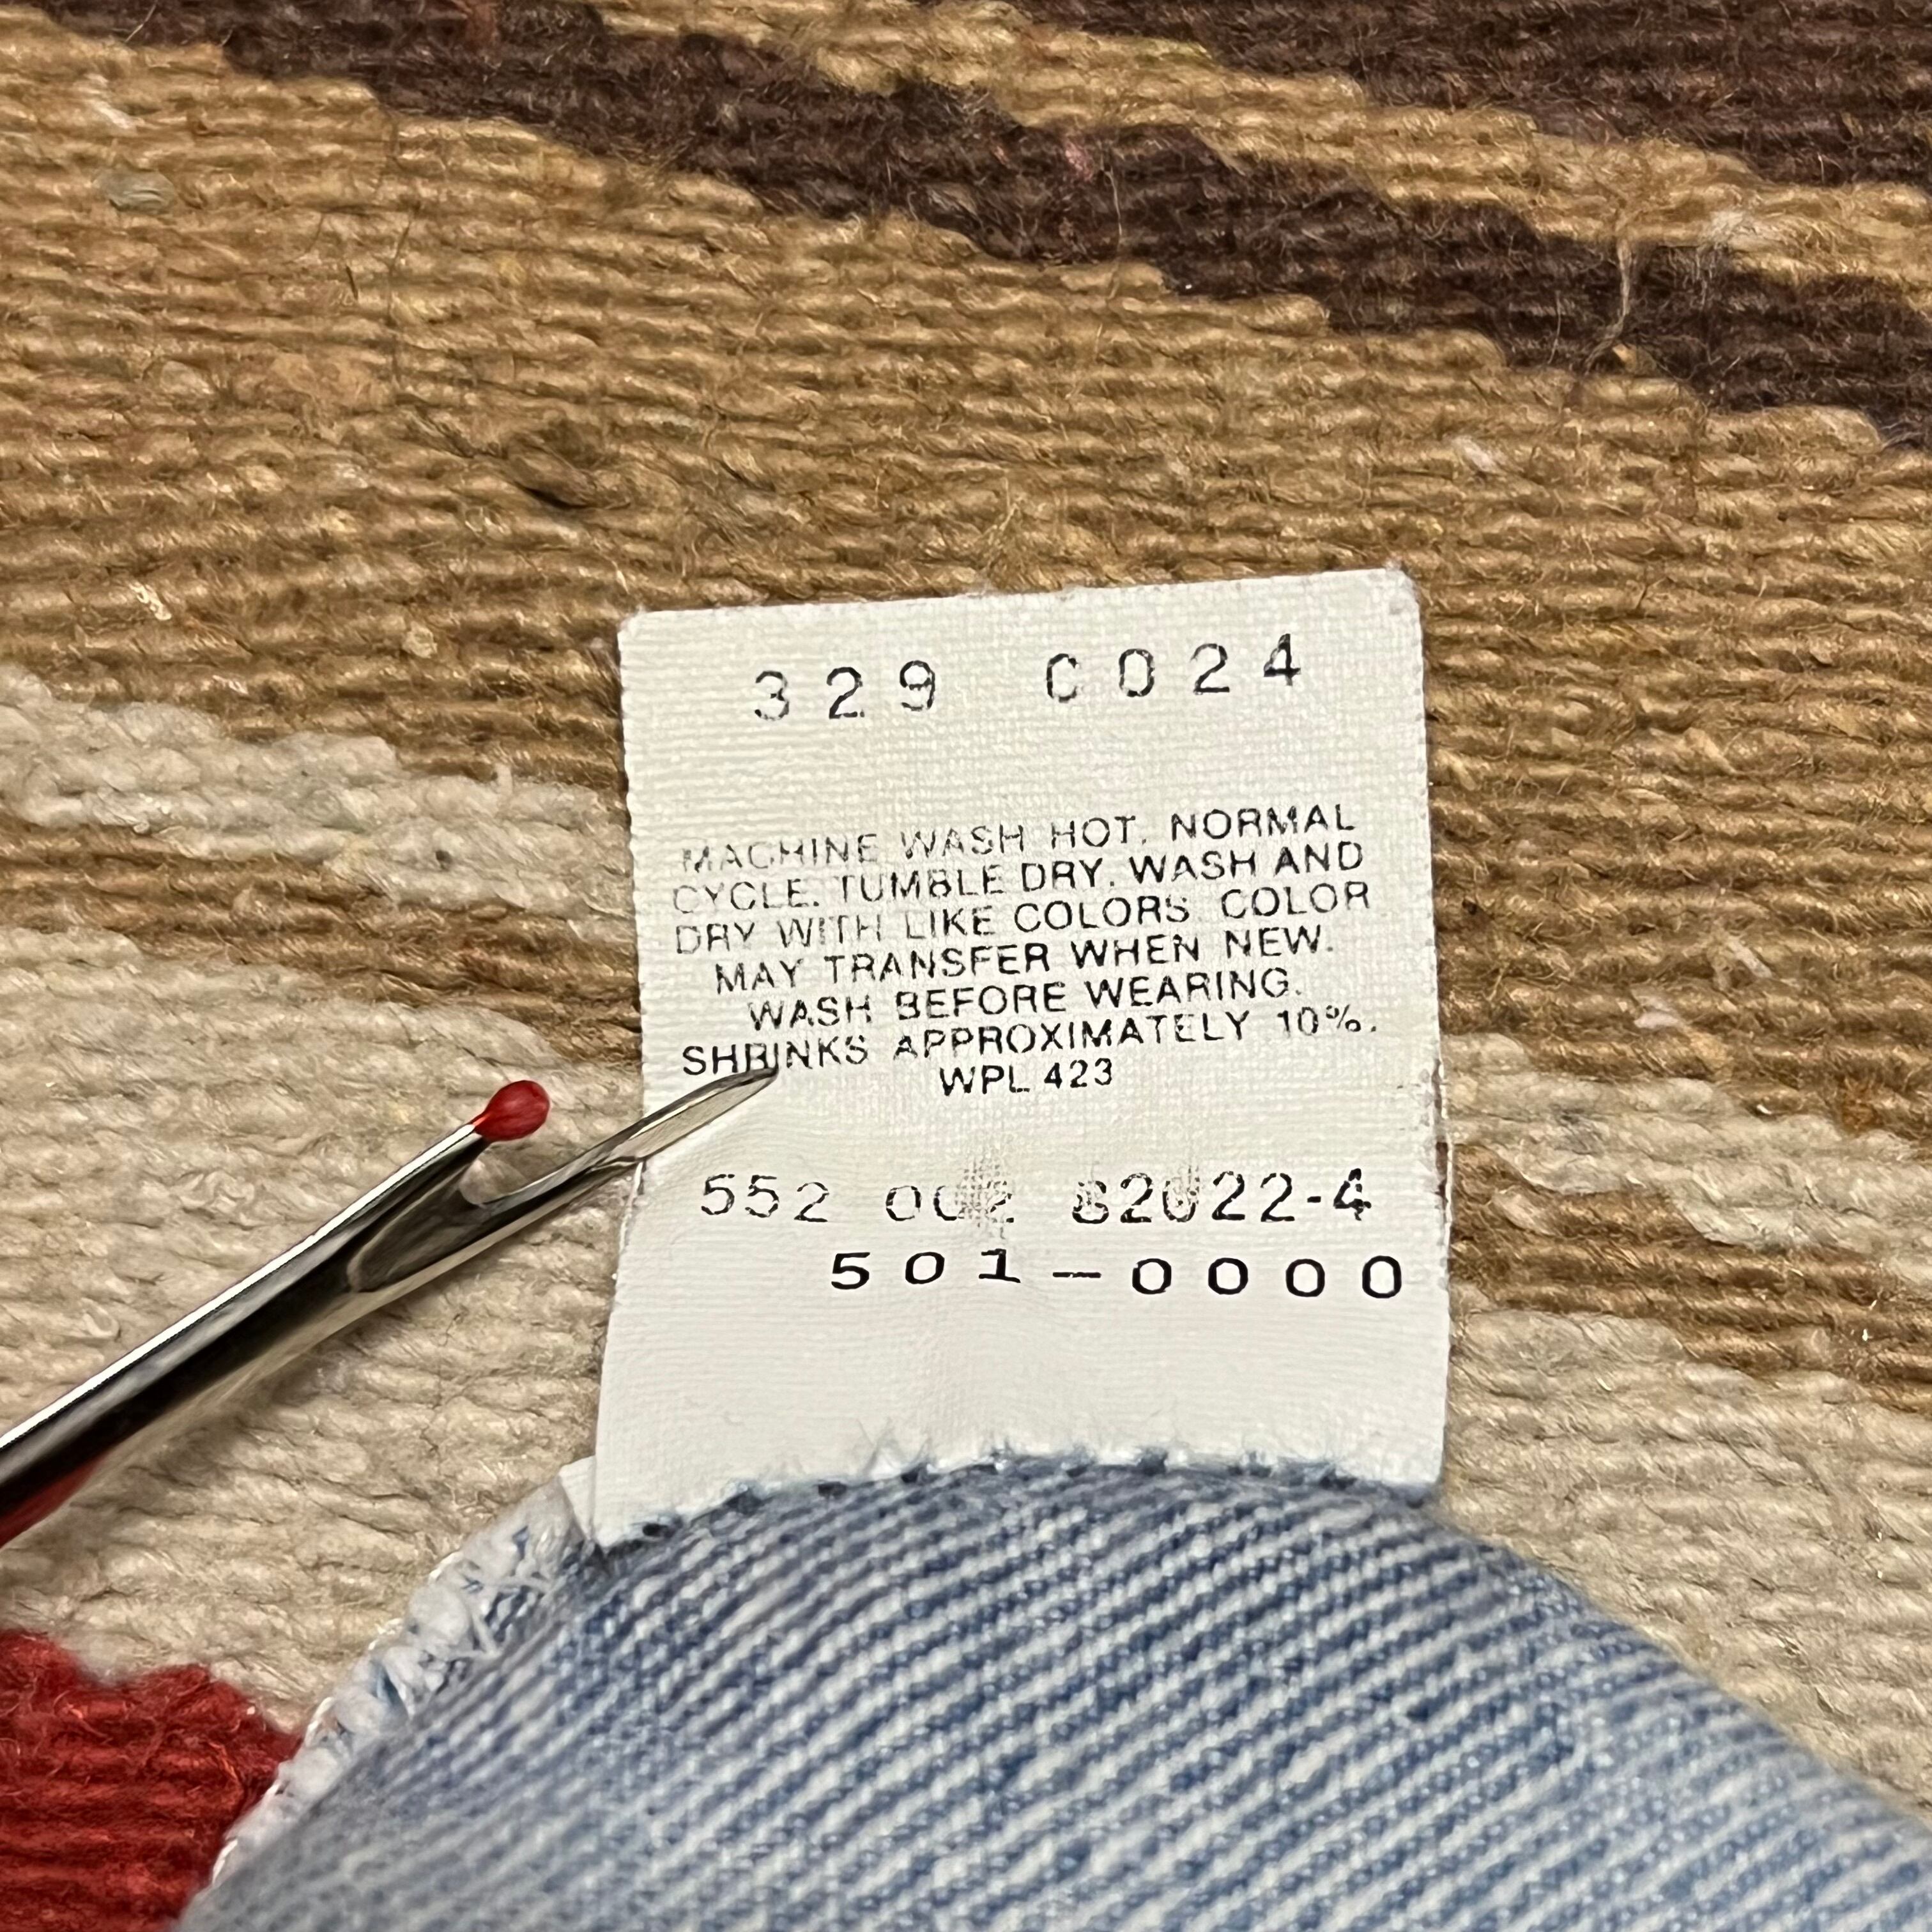 329 C024
MACHINE WASH HOT. NORMAL
CYCLE. TUMBLE DRY. WASH AND
DRY WITH LIKE COLORS. COLOR
MAY TRANSFER WHEN NEW.
WASH BEFORE WEARING.
SHRINKS APPROXIMATELY 10%.
WPL 423
552
501-0000